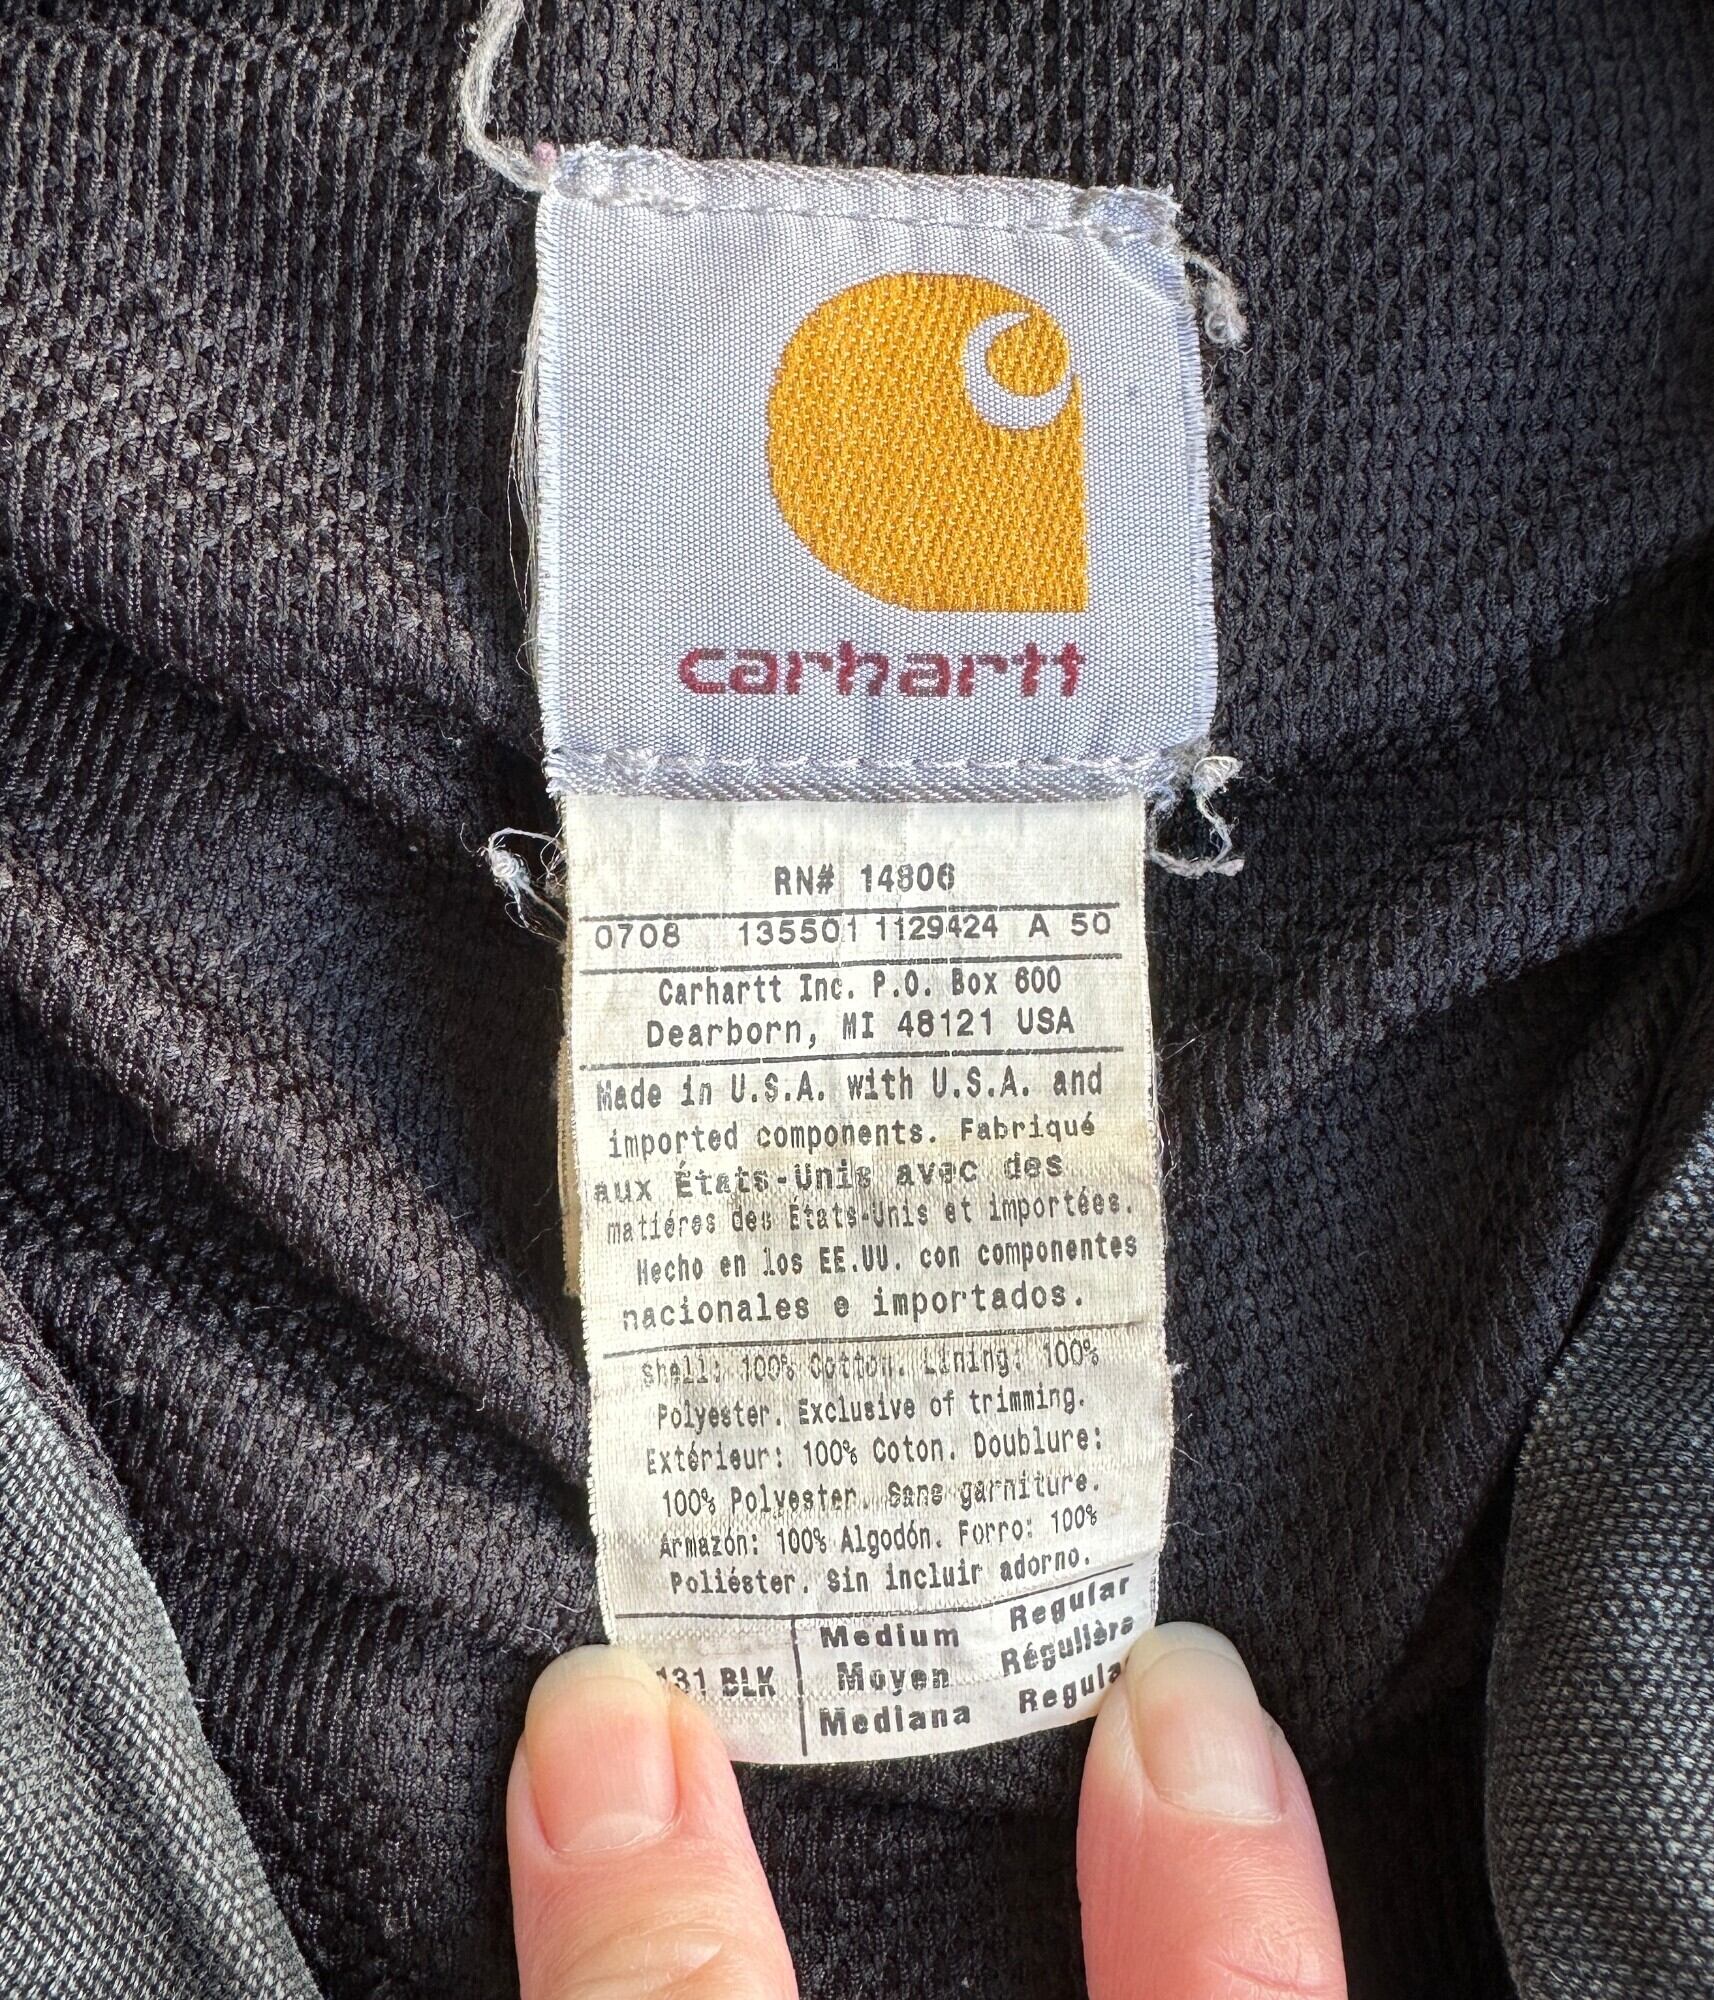 carhartt
RN# 14806
0708 135501 1129424 A 50
Carhartt Inc. P.O. Box 600
Dearborn, MI 48121 USA
Made in U.S.A. with U.S.A. and
imported components. Fabriqué
aux États-Unis avec des
matiéres des États-Unis et importées.
Hecho en los EE.UU. con componentes
nacionales e importados.
Shell: 100% Cotton. Lining: 100%
Polyester. Exclusive of trimming.
Extérieur: 100% Coton. Doublure:
100% Polyester. Sans garniture.
Armazón: 100% Algodón. Forro: 100%
Poliéster. Sin incluir adorno.
131 BLK
Medium Regular
Moyen Régulière
Mediana Regula